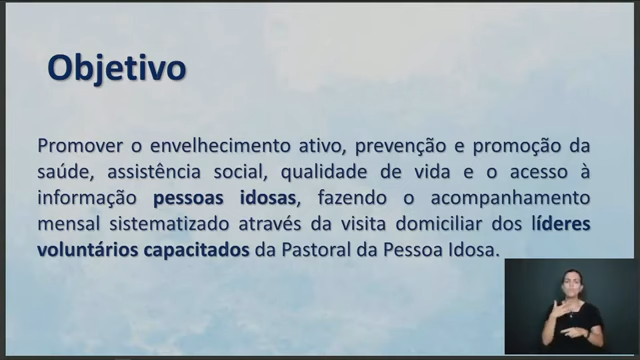 Objetivo
Promover o envelhecimento ativo, prevenção e promoção da
saúde, assistência social, qualidade de vida e o acesso à
informação pessoas idosas, fazendo o acompanhamento
mensal sistematizado através da visita domiciliar dos líderes
voluntários capacitados da Pastoral da Pessoa Idosa.